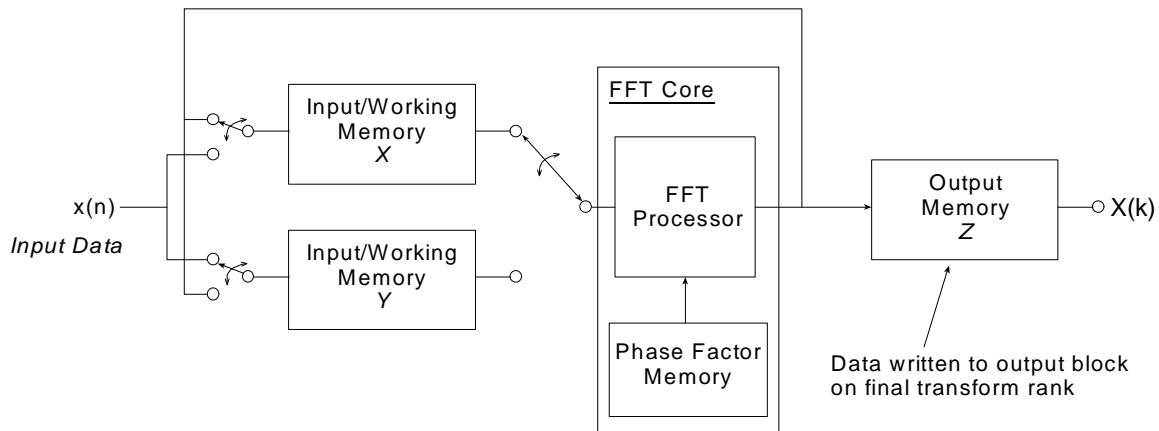 FFT Core
Input/Working
Memory
X
FFT
Processor
Output
Memory
Z
X(k)
x(n)
Input Data
Input/Working
Memory
Y
Phase Factor
Memory
Data written to output block
on final transform rank